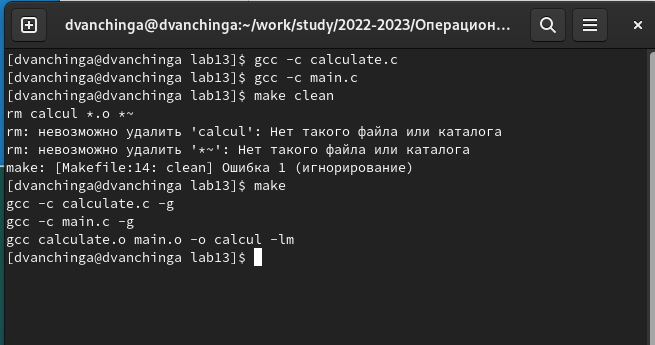 dvanchinga@dvanchinga:~/work/study/2022-2023/Операцион...
[dvanchinga@dvanchinga lab13]$ gcc -c calculate.c
[dvanchinga@dvanchinga lab13]$ gcc -c main.c
[dvanchinga@dvanchinga lab13]$ make clean
rm calcul *.o *~
rm: невозможно удалить 'calcul': Нет такого файла или каталога
rm: невозможно удалить '*~': Нет такого файла или каталога
make: [Makefile:14: clean] Ошибка 1 (игнорирование)
[dvanchinga@dvanchinga lab13]$ make
gcc -c calculate.c -g
gcc -c main.c -g
gcc calculate.o main.o -o calcul -lm
[dvanchinga@dvanchinga lab13]$